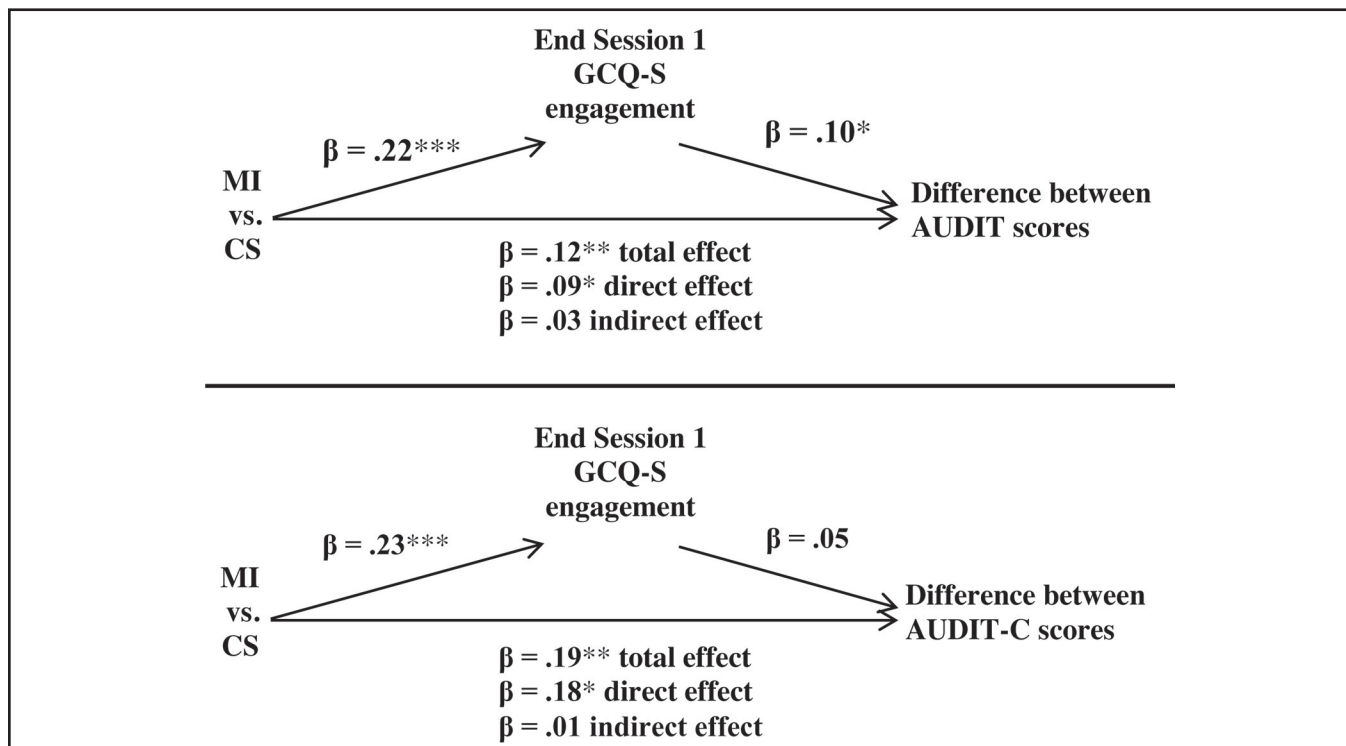 End Session 1
GCQ-S
engagement
β = .22***
β = .10*
MI
vs.
CS
Difference between
AUDIT scores
β = .12** total effect
β = .09* direct effect
β = .03 indirect effect
End Session 1
GCQ-S
engagement
β = .23***
β = .05
MI
vs.
CS
Difference between
AUDIT-C scores
β = .19** total effect
β = .18* direct effect
β = .01 indirect effect